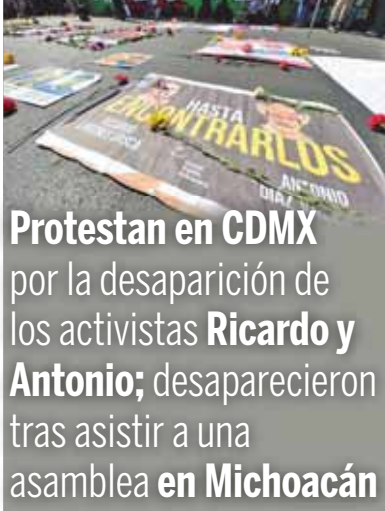 HASTA
ENCONTRARLOS
ANTONIO
DÍAZ
Protestan en CDMX
por la desaparición de
los activistas Ricardo y
Antonio; desaparecieron
tras asistir a una
asamblea en Michoacán